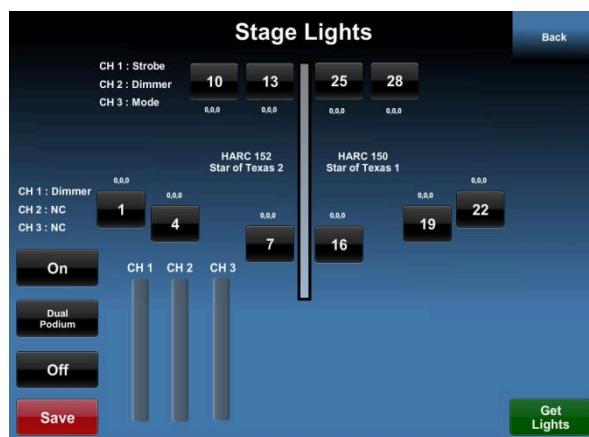 Stage Lights
Back
CH 1 : Strobe
CH 2 : Dimmer
CH 3 : Mode
10
13
25
28
0,0,0
0,0,0
0,0,0
0,0,0
HARC 152
Star of Texas 2
HARC 150
Star of Texas 1
CH 1 : Dimmer
CH 2 : NC
CH 3 : NC
0,0,0
0,0,0
0,0,0
0,0,0
0,0,0
0,0,0
1
4
7
16
19
22
On
CH 1
CH 2
CH 3
Dual
Podium
Off
Save
Get
Lights